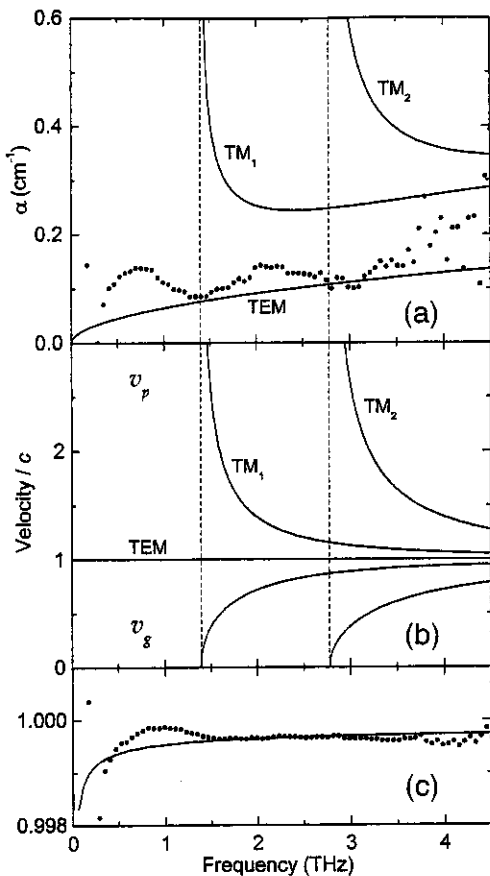 0.6
0.4
0.2
0.0
α (cm⁻¹)
TM₁
TM₂
TEM
(a)
2
1
0
Velocity / c
vₚ
TM₁
TM₂
TEM
v_g
(b)
1.000
0.998
(c)
0 1 2 3 4
Frequency (THz)